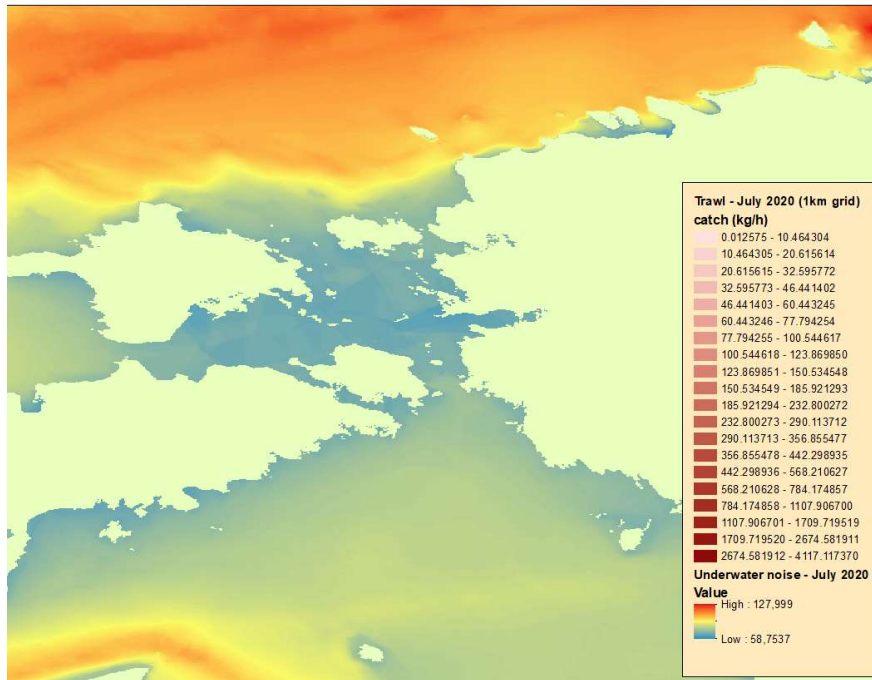 Trawl - July 2020 (1km grid)
catch (kg/h)
0.012575 - 10.464304
10.464305 - 20.615614
20.615615 - 32.595772
32.595773 - 46.441402
46.441403 - 60.443245
60.443246 - 77.794254
77.794255 - 100.544617
100.544618 - 123.869850
123.869851 - 150.534548
150.534549 - 185.921293
185.921294 - 232.800272
232.800273 - 290.113712
290.113713 - 356.855477
356.855478 - 442.298935
442.298936 - 568.210627
568.210628 - 784.174857
784.174858 - 1107.906700
1107.906701 - 1709.719519
1709.719520 - 2674.581911
2674.581912 - 4117.117370
Underwater noise - July 2020
Value
High : 127,999
Low : 58,7537